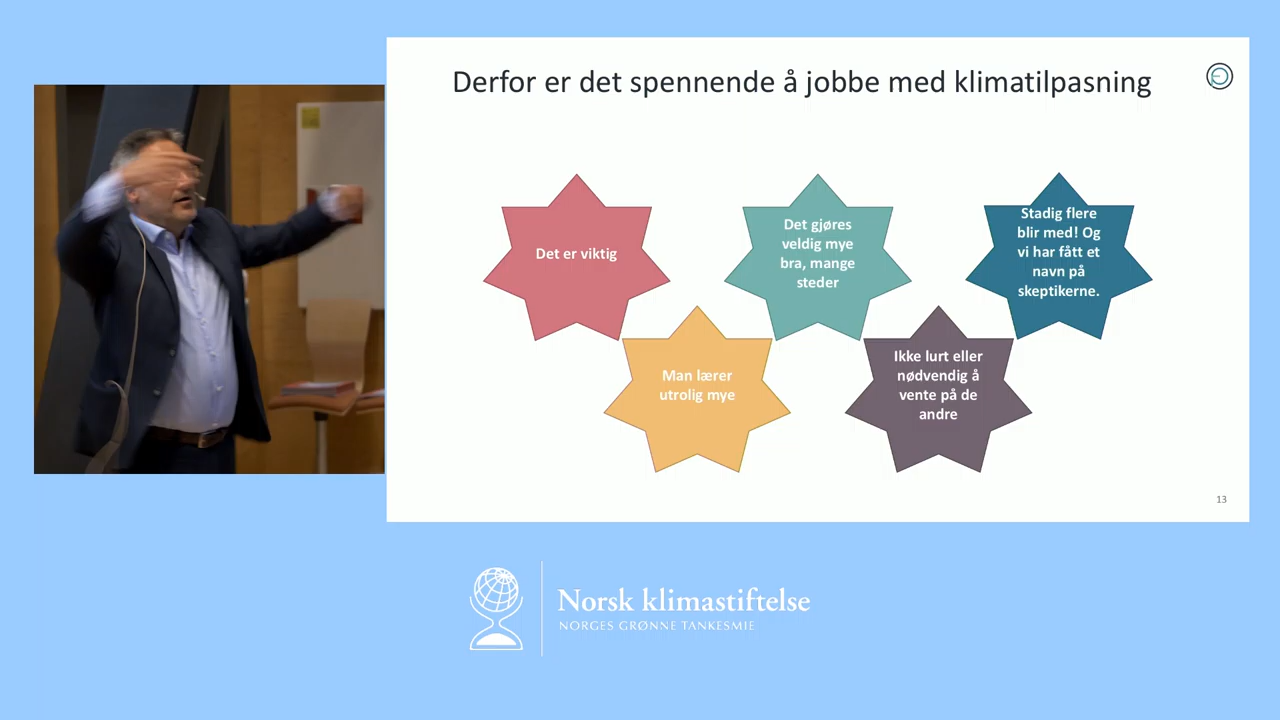 Derfor er det spennende å jobbe med klimatilpasning
Det er viktig
Man lærer
utrolig mye
Det gjøres
veldig mye
bra, mange
steder
Ikke lurt eller
nødvendig å
vente på de
andre
Stadig flere
blir med! Og
vi har fått et
navn på
skeptikerne.
13
Norsk klimastiftelse
NORGES GRØNNE TANKESMIE